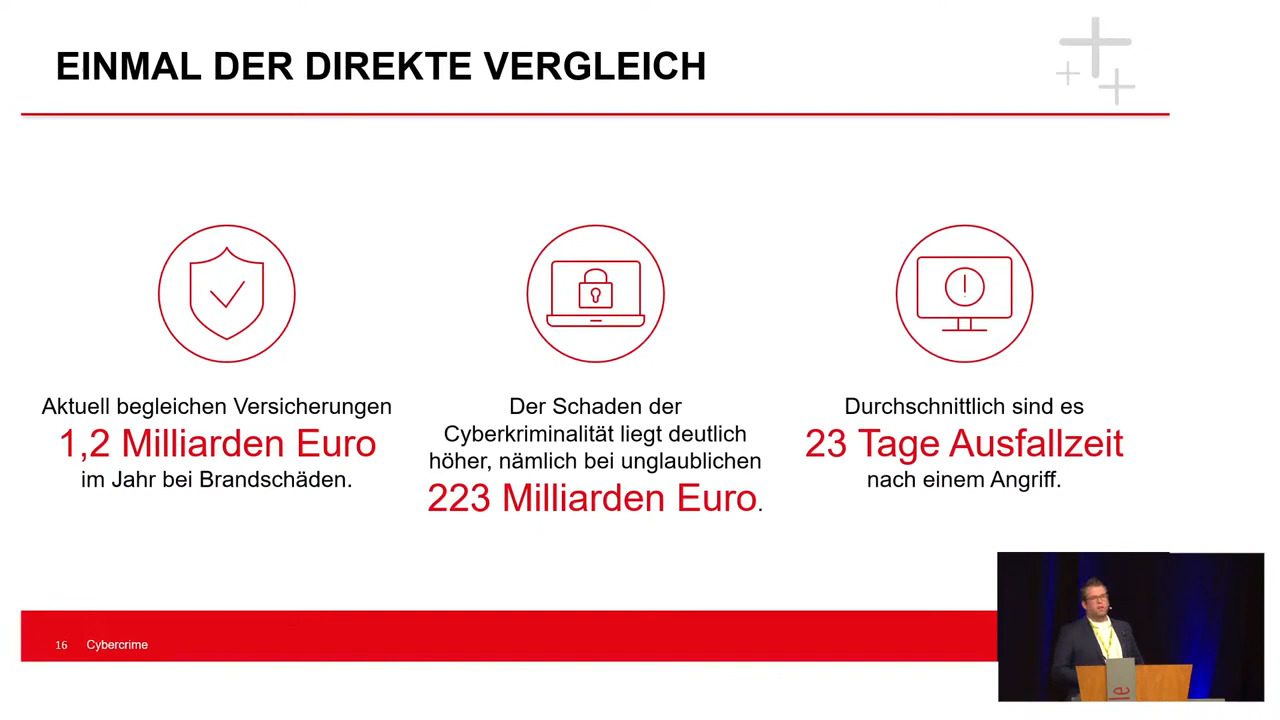 EINMAL DER DIREKTE VERGLEICH
Aktuell begleichen Versicherungen
1,2 Milliarden Euro
im Jahr bei Brandschäden.
Der Schaden der
Cyberkriminalität liegt deutlich
höher, nämlich bei unglaublichen
223 Milliarden Euro.
Durchschnittlich sind es
23 Tage Ausfallzeit
nach einem Angriff.
16 Cybercrime